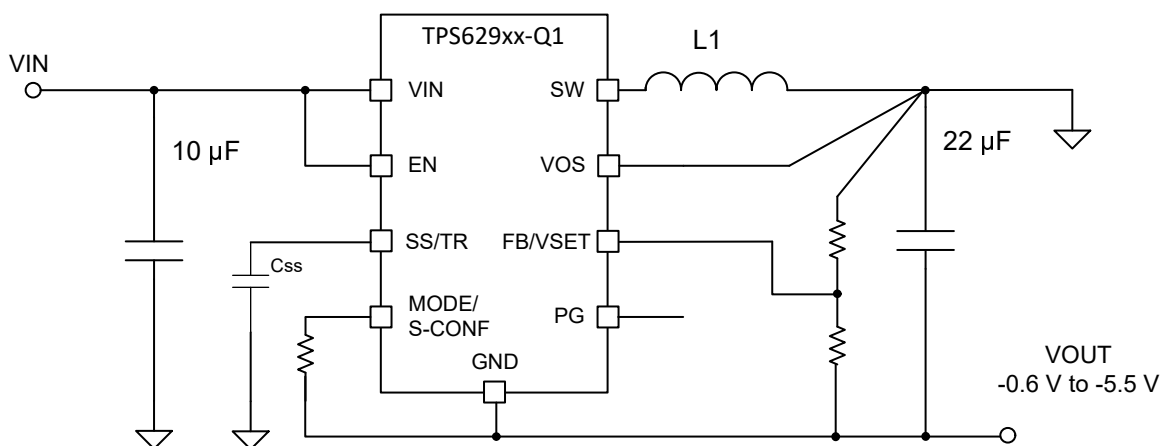 TPS629xx-Q1
L1
VIN
VIN
SW
10 µF
22 µF
EN
VOS
SS/TR
FB/VSET
Css
MODE/
S-CONF
PG
GND
VOUT
-0.6 V to -5.5 V